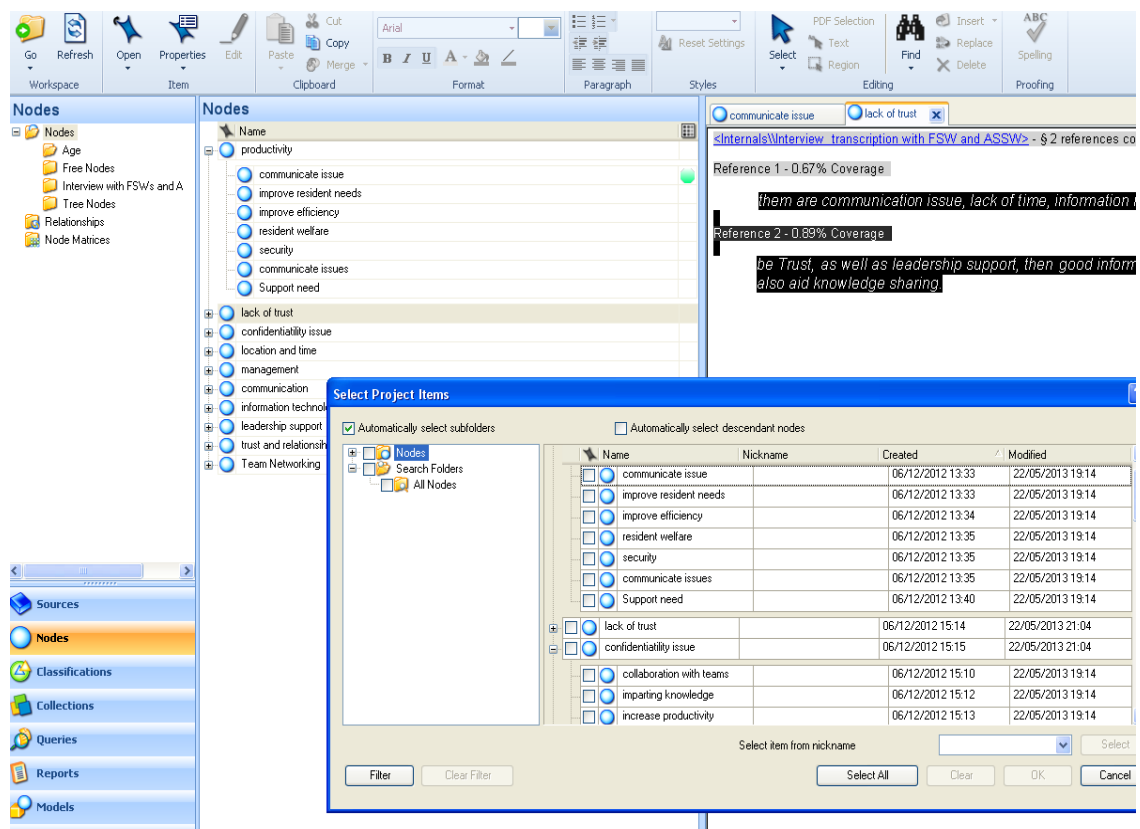 Go Refresh Open Properties Edit Paste Cut Copy Merge
Arial
B I U A
Reset Settings
Select PDF Selection Text Region Find Insert Replace Delete
ABC
Spelling
Workspace Item Clipboard Format Paragraph Styles Editing Proofing
Nodes
Nodes
Age
Free Nodes
Interview with FSWs and A
Tree Nodes
Relationships
Node Matrices
Sources
Nodes
Classifications
Collections
Queries
Reports
Models
Nodes
Name
productivity
communicate issue
improve resident needs
improve efficiency
resident welfare
security
communicate issues
Support need
lack of trust
confidentiatility issue
location and time
management
communication
information technol
leadership support
trust and relationsih
Team Networking
communicate issue lack of trust
<Internals\\Interview transcription with FSW and ASSW> - § 2 references co
Reference 1 - 0.67% Coverage
them are communication issue, lack of time, information
Reference 2 - 0.89% Coverage
be Trust, as well as leadership support, then good inform
also aid knowledge sharing.
Select Project Items
Automatically select subfolders Automatically select descendant nodes
Nodes
Search Folders
All Nodes
Name Nickname Created Modified
communicate issue 06/12/2012 13:33 22/05/2013 19:14
improve resident needs 06/12/2012 13:33 22/05/2013 19:14
improve efficiency 06/12/2012 13:34 22/05/2013 19:14
resident welfare 06/12/2012 13:35 22/05/2013 19:14
security 06/12/2012 13:35 22/05/2013 19:14
communicate issues 06/12/2012 13:35 22/05/2013 19:14
Support need 06/12/2012 13:40 22/05/2013 19:14
lack of trust 06/12/2012 15:14 22/05/2013 21:04
confidentiatility issue 06/12/2012 15:15 22/05/2013 21:04
collaboration with teams 06/12/2012 15:10 22/05/2013 19:14
imparting knowledge 06/12/2012 15:12 22/05/2013 19:14
increase productivity 06/12/2012 15:13 22/05/2013 19:14
Select item from nickname Select
Filter Clear Filter Select All Clear OK Cancel